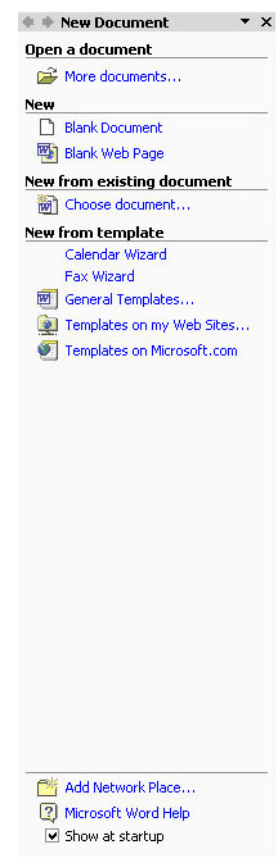 New Document
Open a document
More documents...
New
Blank Document
Blank Web Page
New from existing document
Choose document...
New from template
Calendar Wizard
Fax Wizard
General Templates...
Templates on my Web Sites...
Templates on Microsoft.com
Add Network Place...
Microsoft Word Help
Show at startup